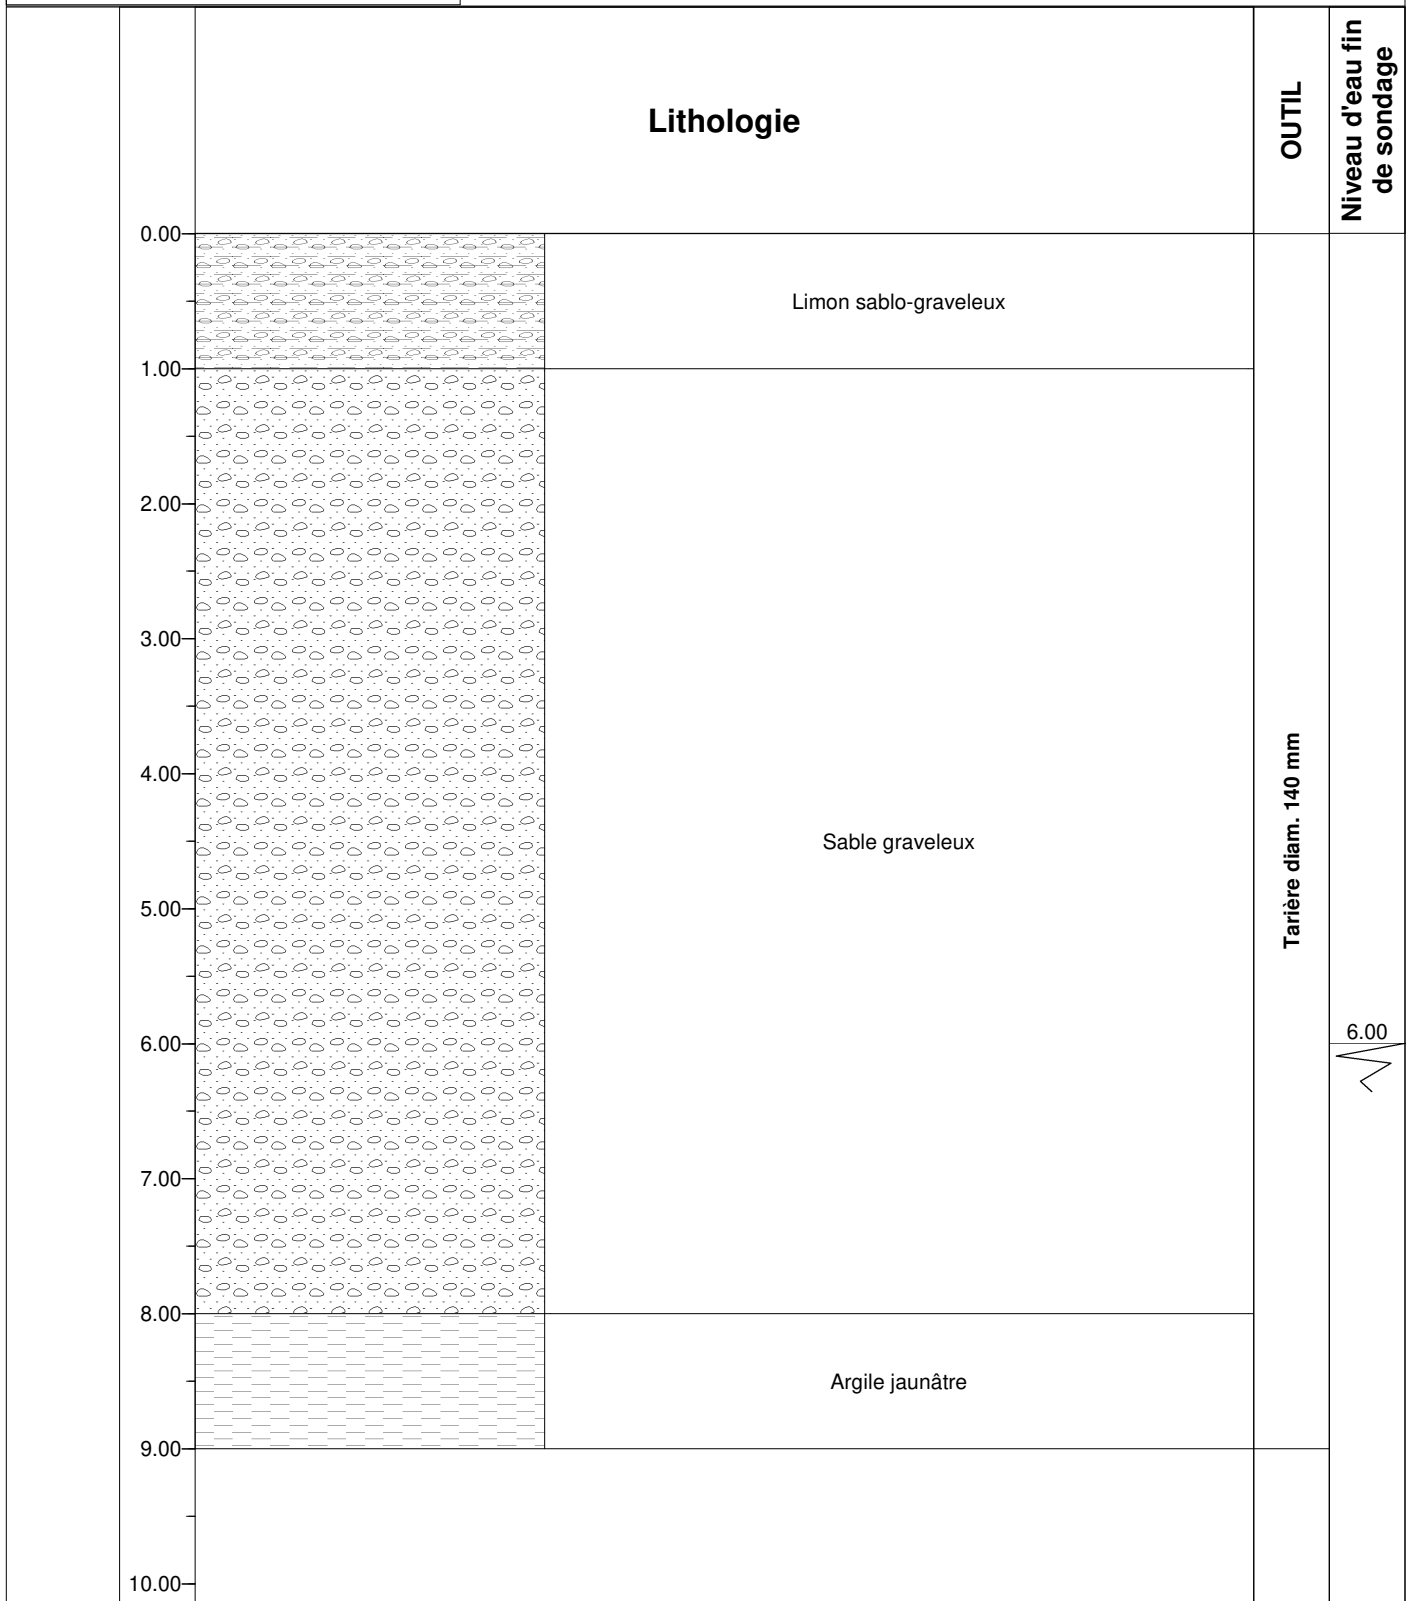 Lithologie
OUTIL
Niveau d'eau fin
de sondage
0.00
Limon sablo-graveleux
1.00
2.00
3.00
4.00
Sable graveleux
5.00
Tarière diam. 140 mm
6.00
6.00
7.00
8.00
Argile jaunâtre
9.00
10.00